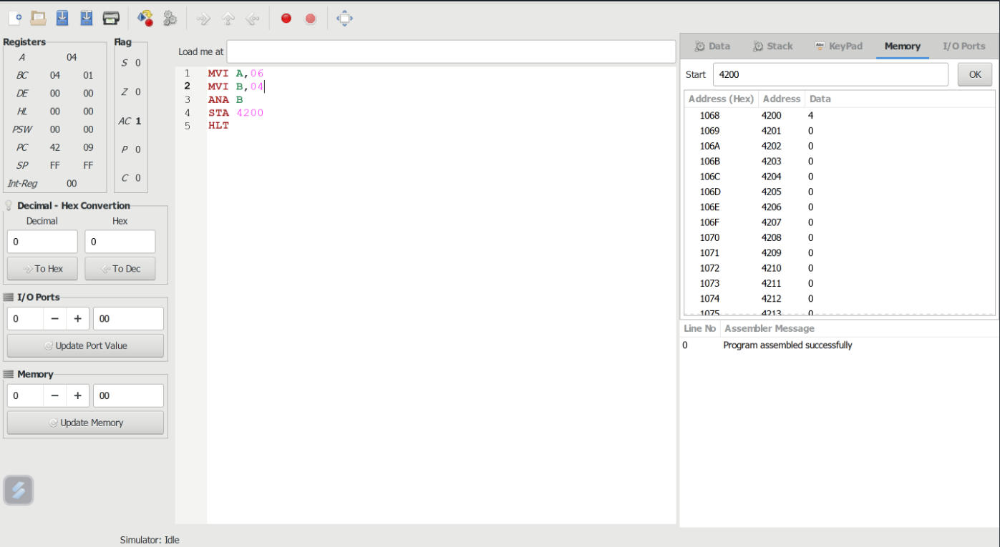 Registers
A 04
BC 04 01
DE 00 00
HL 00 00
PSW 00 00
PC 42 09
SP FF FF
Int-Reg 00
Flag
S 0
Z 0
AC 1
P 0
C 0
Decimal - Hex Convertion
Decimal Hex
0 0
To Hex To Dec
I/O Ports
0 − + 00
Update Port Value
Memory
0 − + 00
Update Memory
Load me at
1 MVI A,06
2 MVI B,04
3 ANA B
4 STA 4200
5 HLT
Data Stack KeyPad Memory I/O Ports
Start 4200 OK
Address (Hex) Address Data
1068 4200 4
1069 4201 0
106A 4202 0
106B 4203 0
106C 4204 0
106D 4205 0
106E 4206 0
106F 4207 0
1070 4208 0
1071 4209 0
1072 4210 0
1073 4211 0
1074 4212 0
1075 4213 0
Line No Assembler Message
0 Program assembled successfully
Simulator: Idle